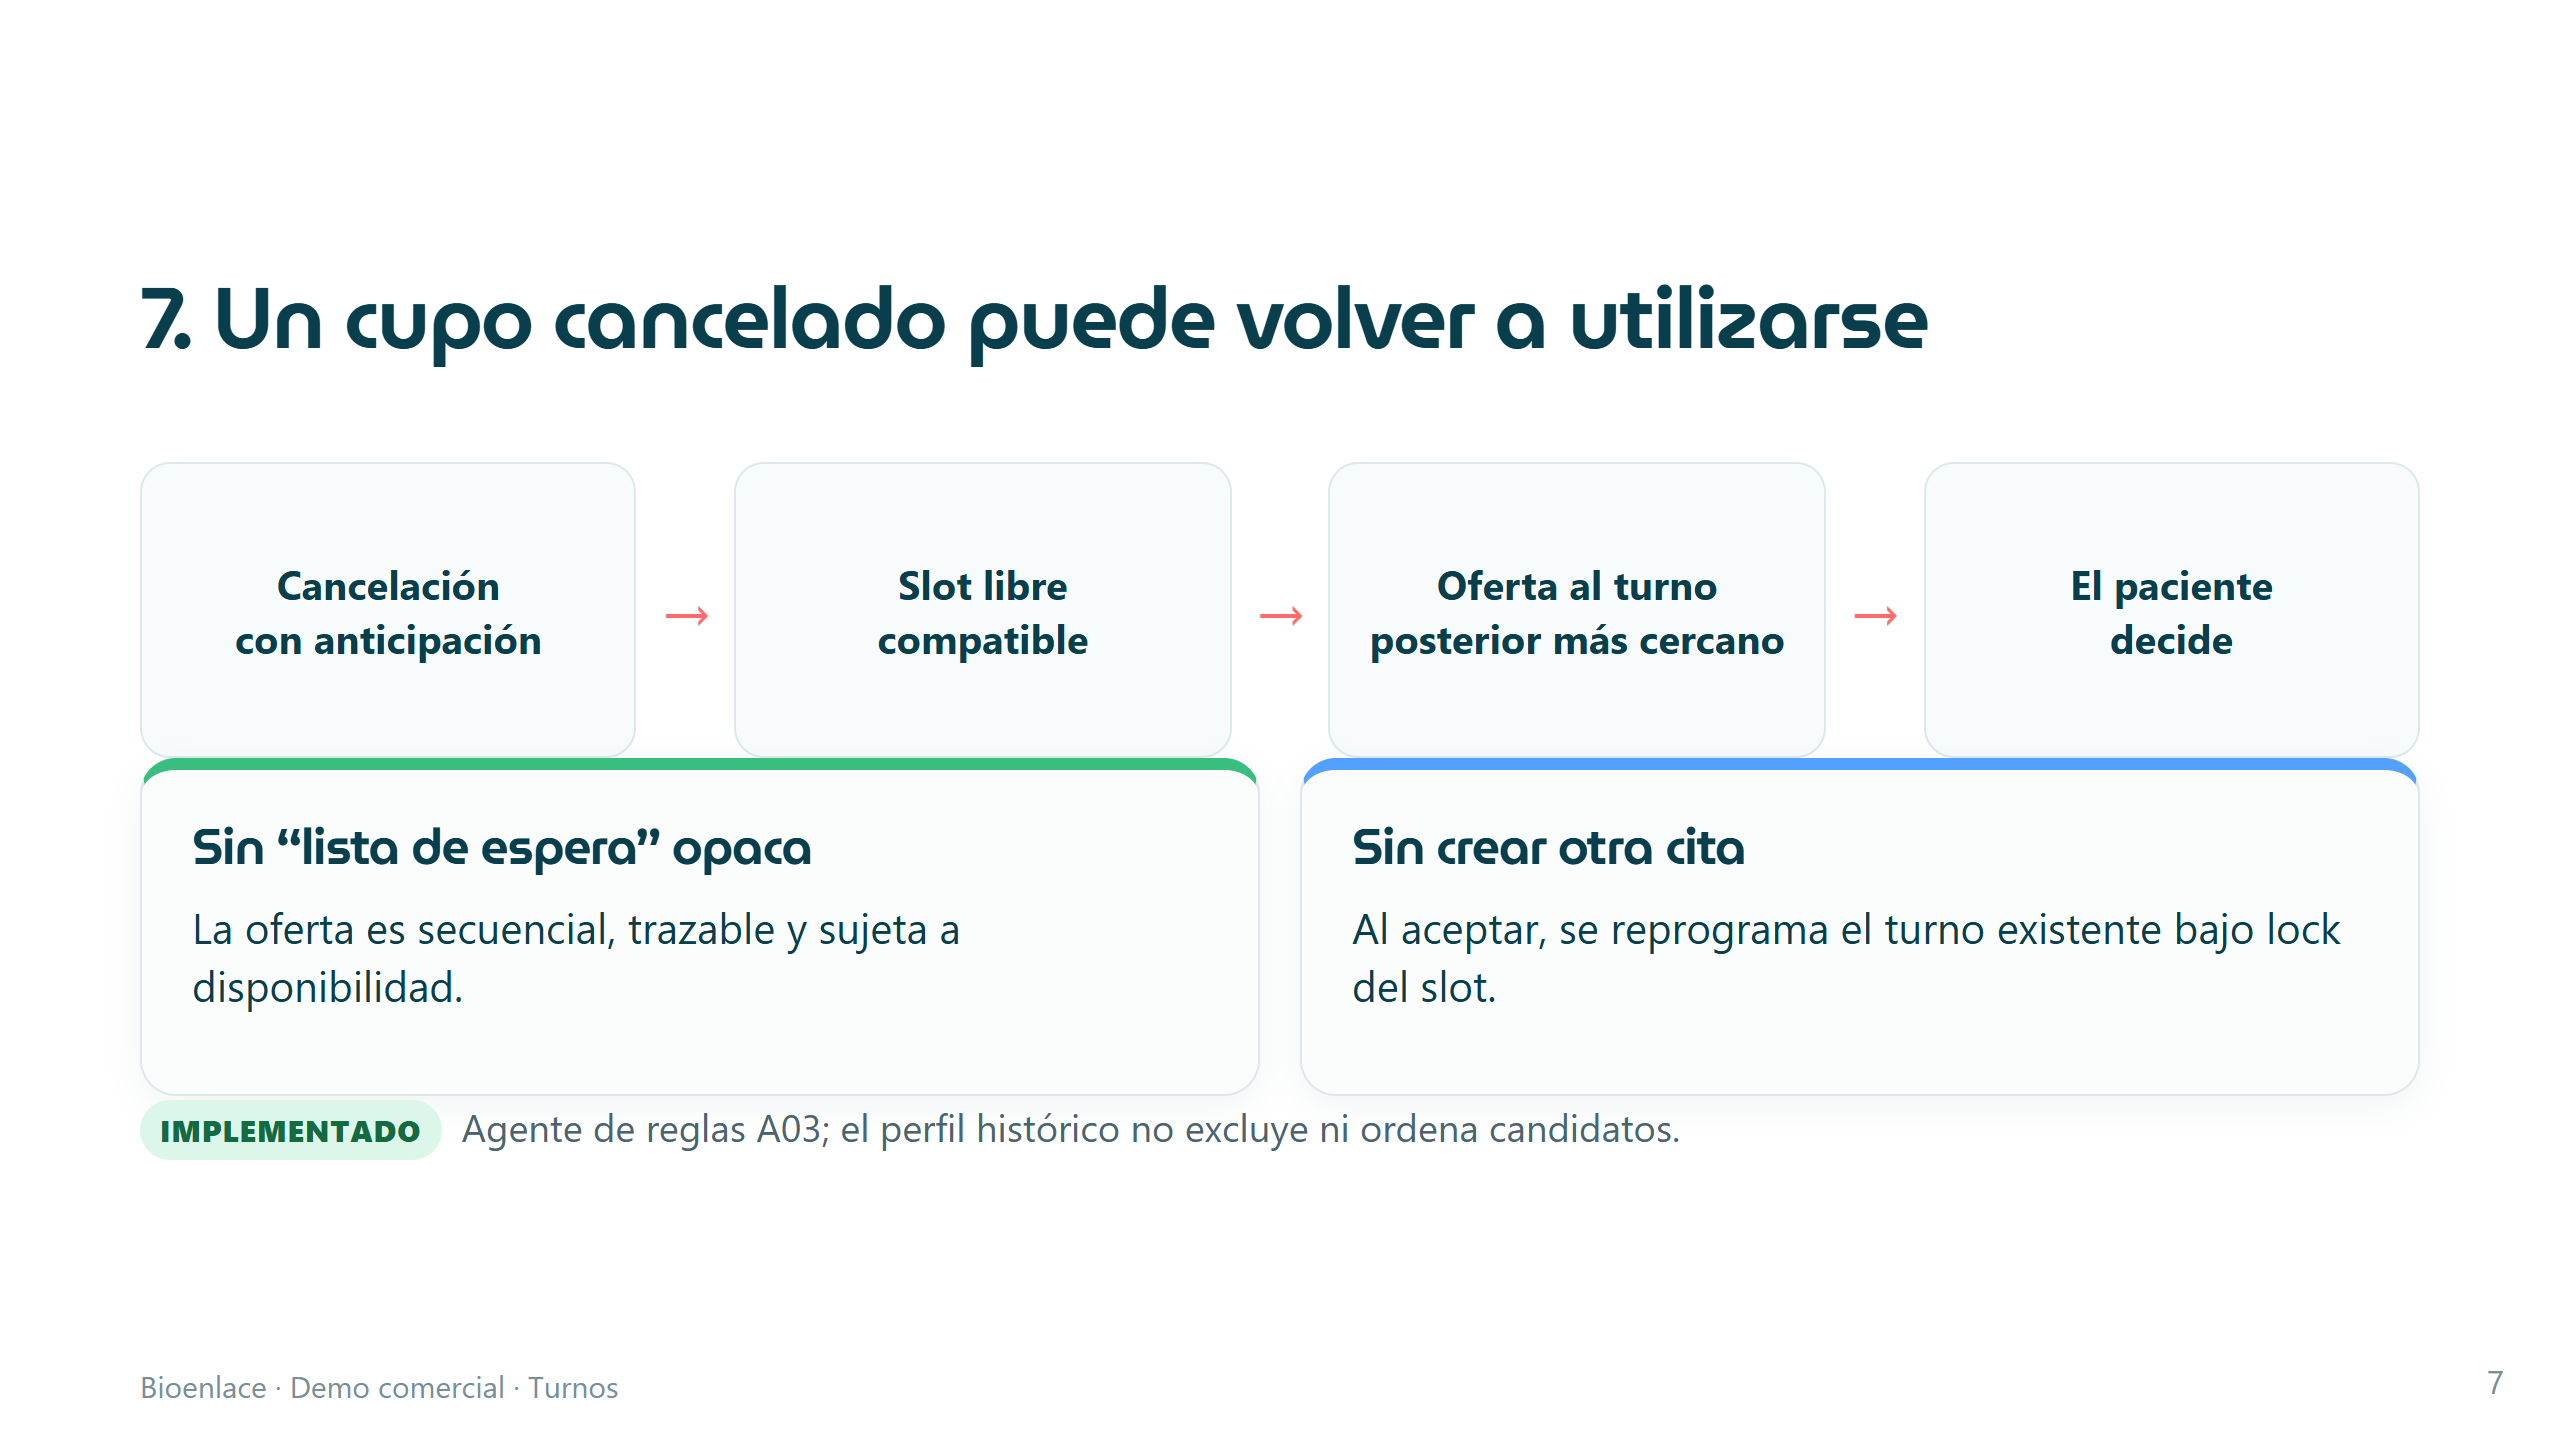 7. Un cupo cancelado puede volver a utilizarse
Cancelación
con anticipación
→
Slot libre
compatible
→
Oferta al turno
posterior más cercano
→
El paciente
decide
Sin “lista de espera” opaca
La oferta es secuencial, trazable y sujeta a
disponibilidad.
Sin crear otra cita
Al aceptar, se reprograma el turno existente bajo lock
del slot.
IMPLEMENTADO Agente de reglas A03; el perfil histórico no excluye ni ordena candidatos.
Bioenlace · Demo comercial · Turnos
7